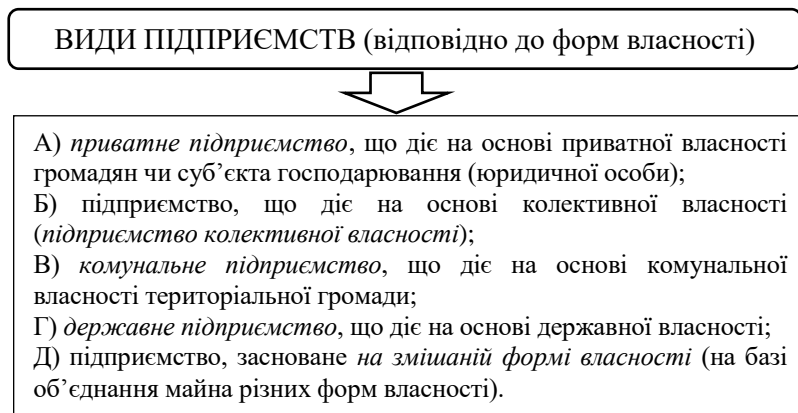 ВИДИ ПІДПРИЄМСТВ (відповідно до форм власності)
А) приватне підприємство, що діє на основі приватної власності
громадян чи суб’єкта господарювання (юридичної особи);
Б) підприємство, що діє на основі колективної власності
(підприємство колективної власності);
В) комунальне підприємство, що діє на основі комунальної
власності територіальної громади;
Г) державне підприємство, що діє на основі державної власності;
Д) підприємство, засноване на змішаній формі власності (на базі
об’єднання майна різних форм власності).